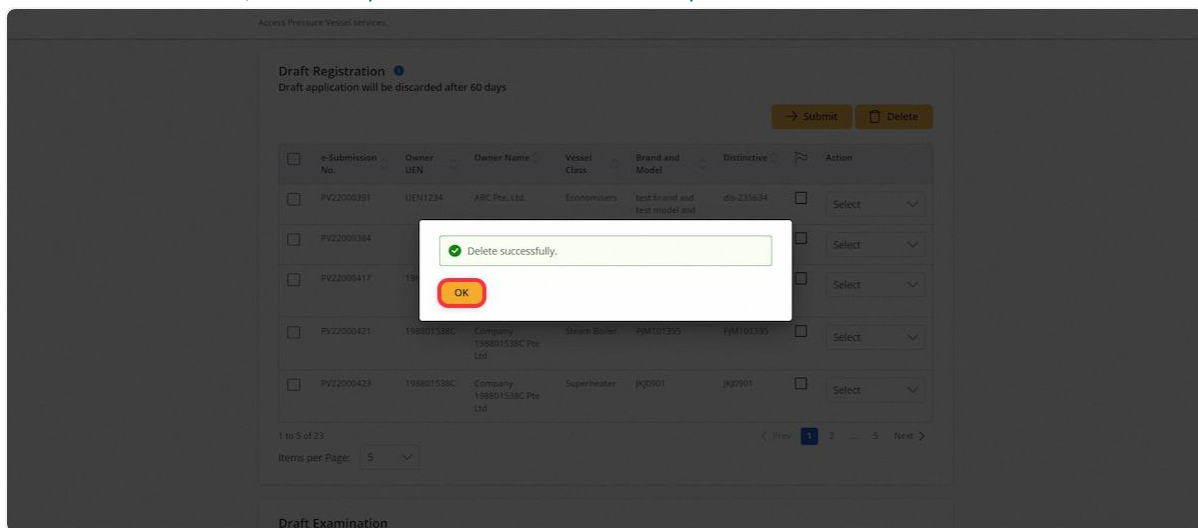 Access Pressure Vessel services.
Draft Registration
Draft application will be discarded after 60 days
→ Submit
Delete
e-Submission No.
Owner UEN
Owner Name
Vessel Class
Brand and Model
Distinctive
Action
PV22000391
UEN1234
ABC Pte. Ltd.
Economisers
test brand and
test model and
dis-235634
Select
PV22009384
Select
PV22000417
198
Select
Delete successfully.
OK
PV22000421
198801538C
Company
198801538C Pte
Ltd
Steam Boiler
PJM101395
PJM101395
Select
PV22000423
198801538C
Company
198801538C Pte
Ltd
Superheater
JKJ0901
JKJ0901
Select
1 to 5 of 23
Prev 1 2 ... 5 Next
Items per Page: 5
Draft Examination